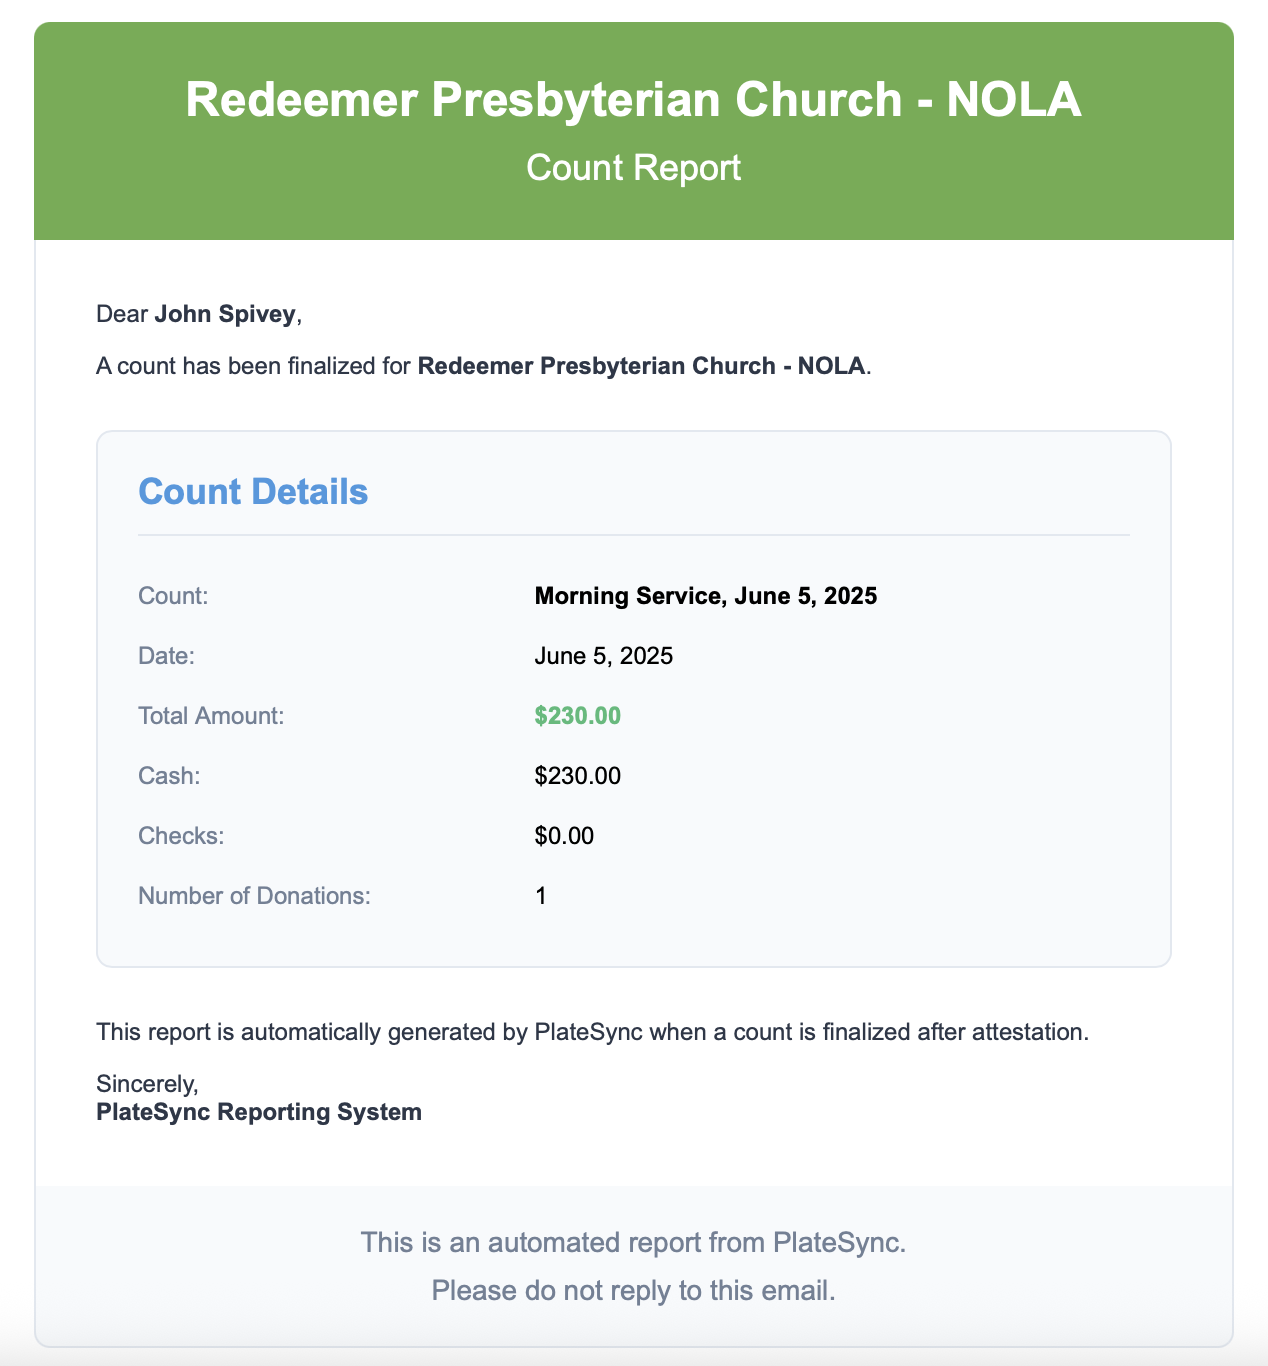 Redeemer Presbyterian Church - NOLA
Count Report
Dear John Spivey,
A count has been finalized for Redeemer Presbyterian Church - NOLA.
Count Details
Count: Morning Service, June 5, 2025
Date: June 5, 2025
Total Amount: $230.00
Cash: $230.00
Checks: $0.00
Number of Donations: 1
This report is automatically generated by PlateSync when a count is finalized after attestation.
Sincerely,
PlateSync Reporting System
This is an automated report from PlateSync.
Please do not reply to this email.